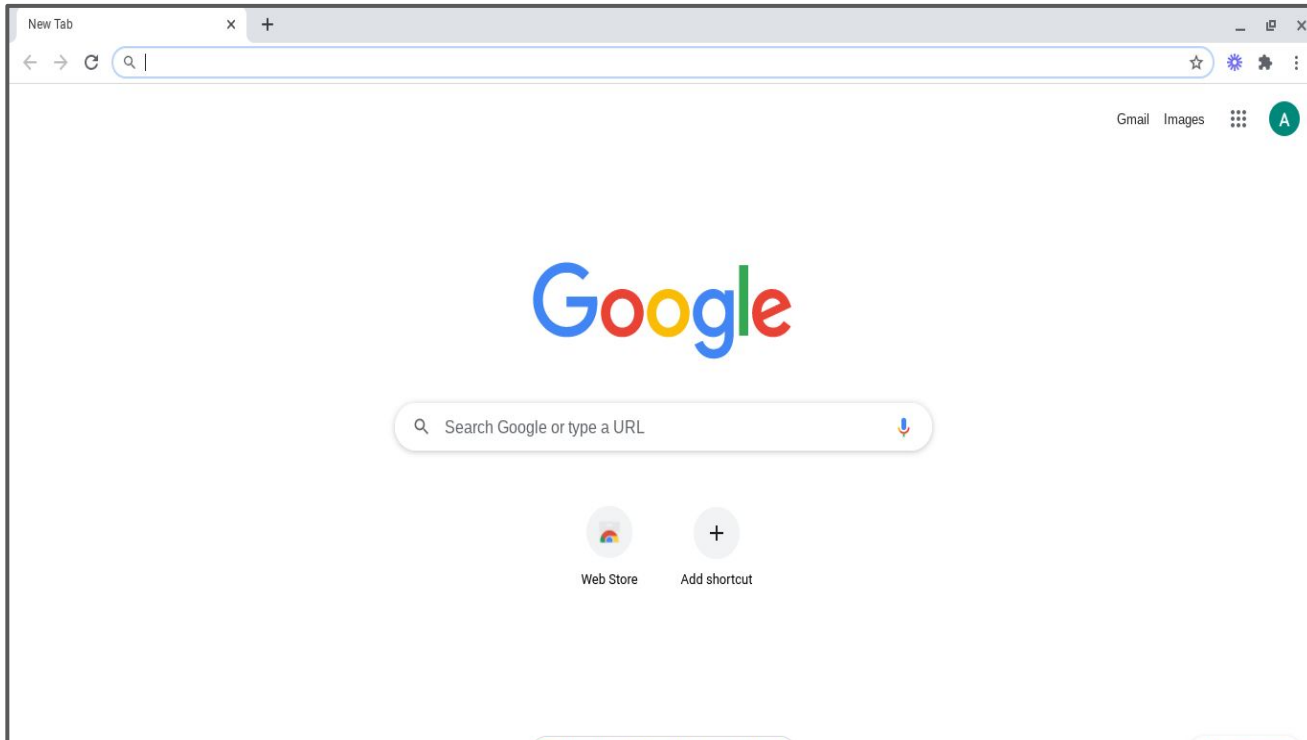 New Tab
Gmail Images
A
Google
Search Google or type a URL
Web Store Add shortcut